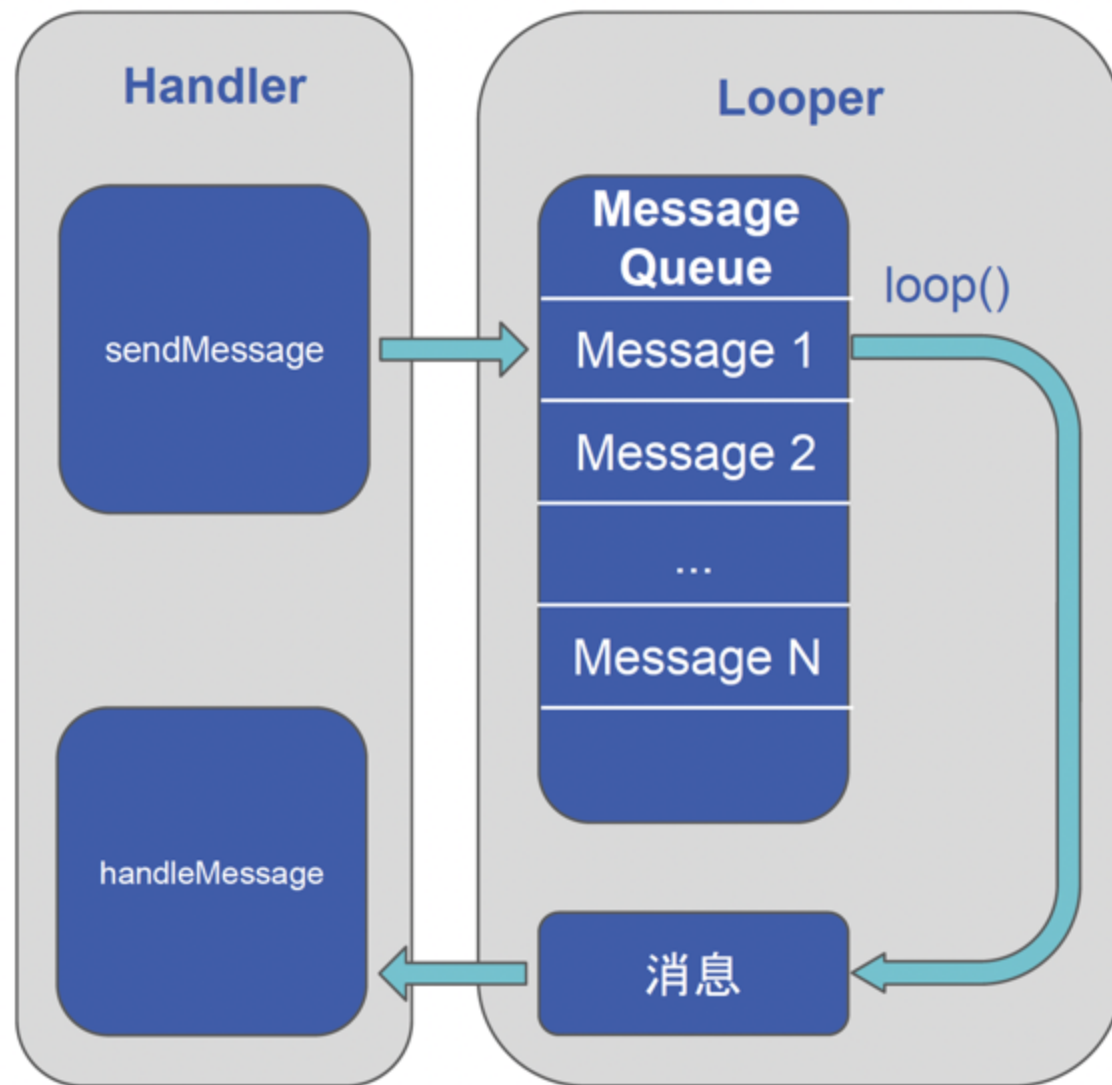 Handler
sendMessage
handleMessage
Looper
Message
Queue
Message 1
Message 2
...
Message N
loop()
消息